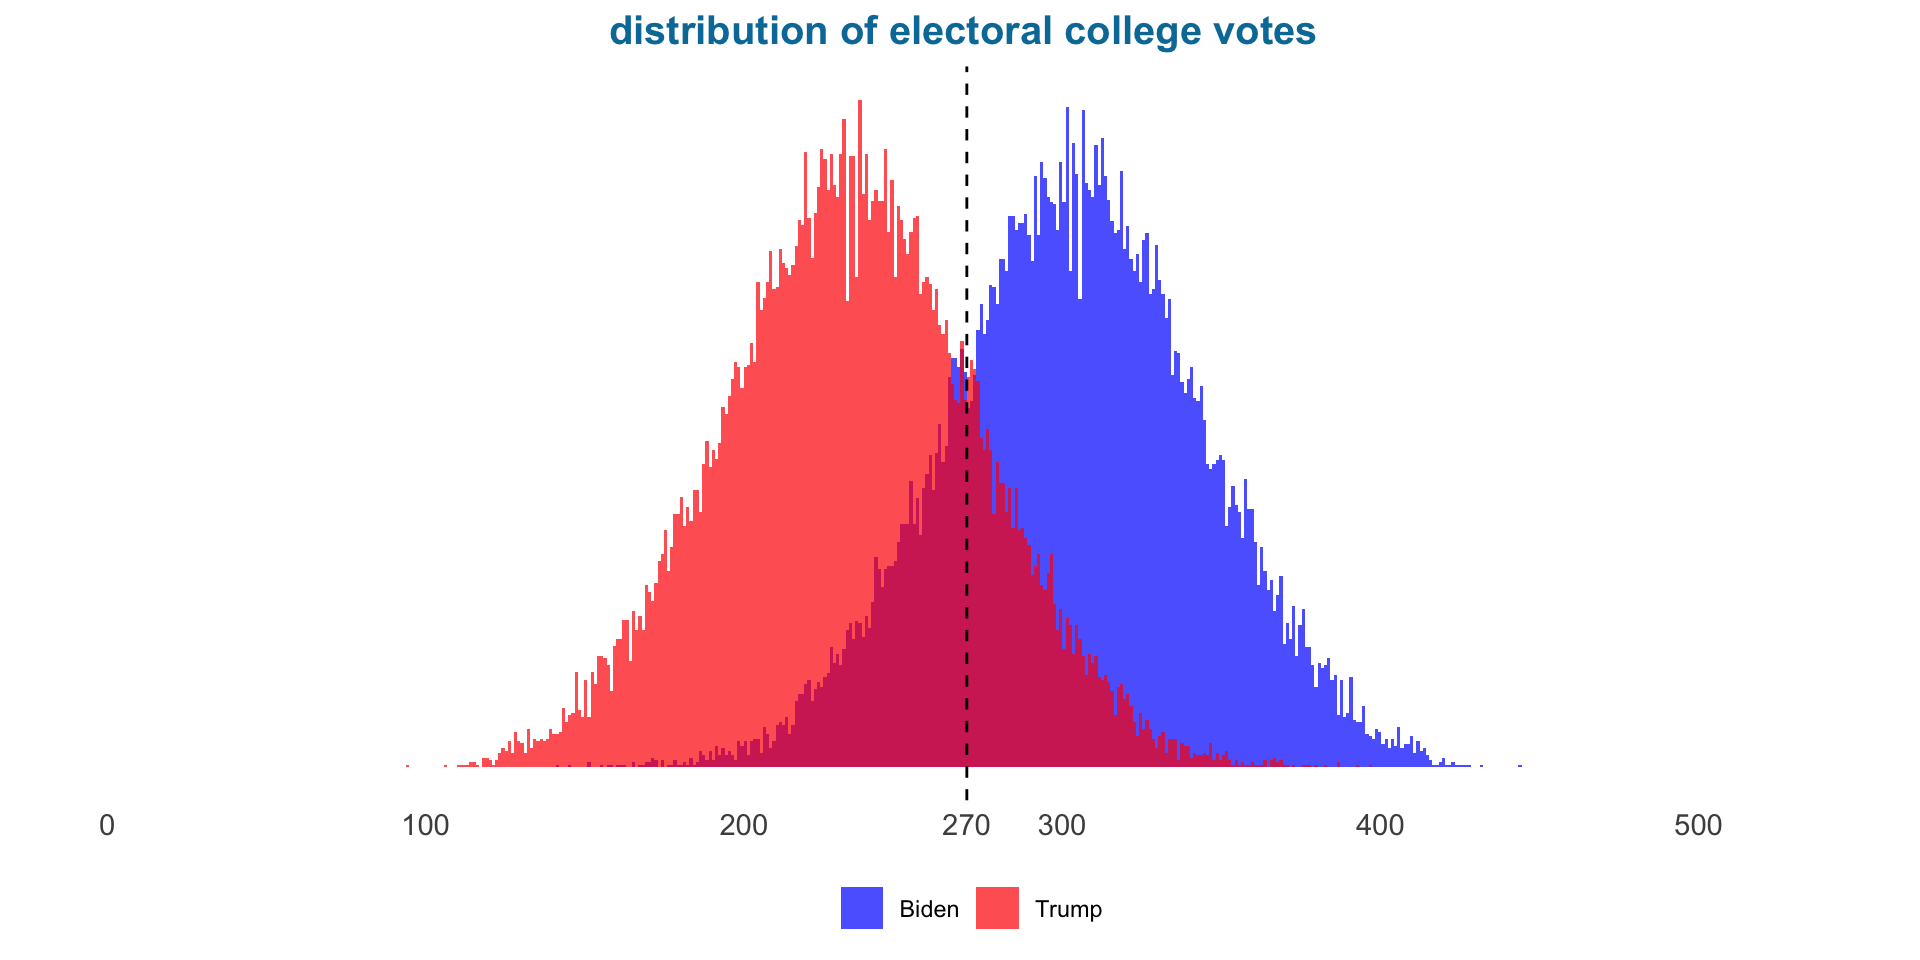 distribution of electoral college votes
0 100 200 270 300 400 500
Biden Trump